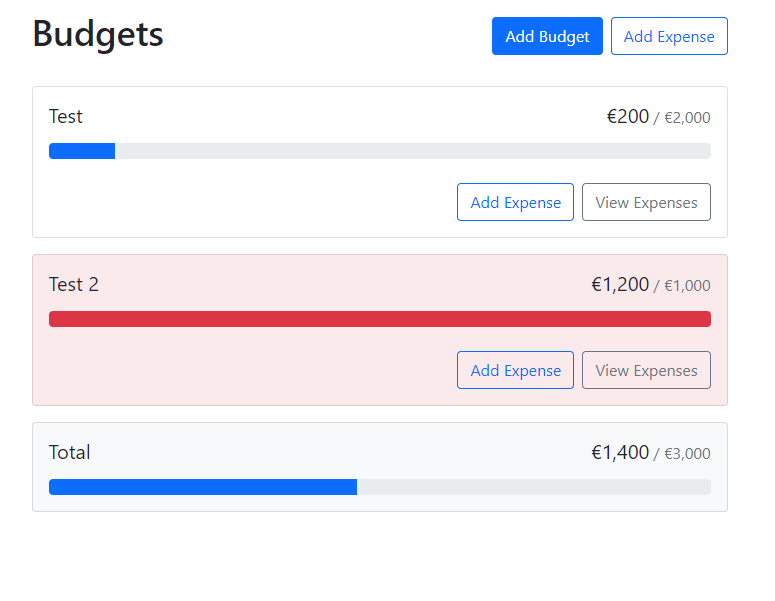 Budgets
Add Budget Add Expense
Test €200 / €2,000
Add Expense View Expenses
Test 2 €1,200 / €1,000
Add Expense View Expenses
Total €1,400 / €3,000